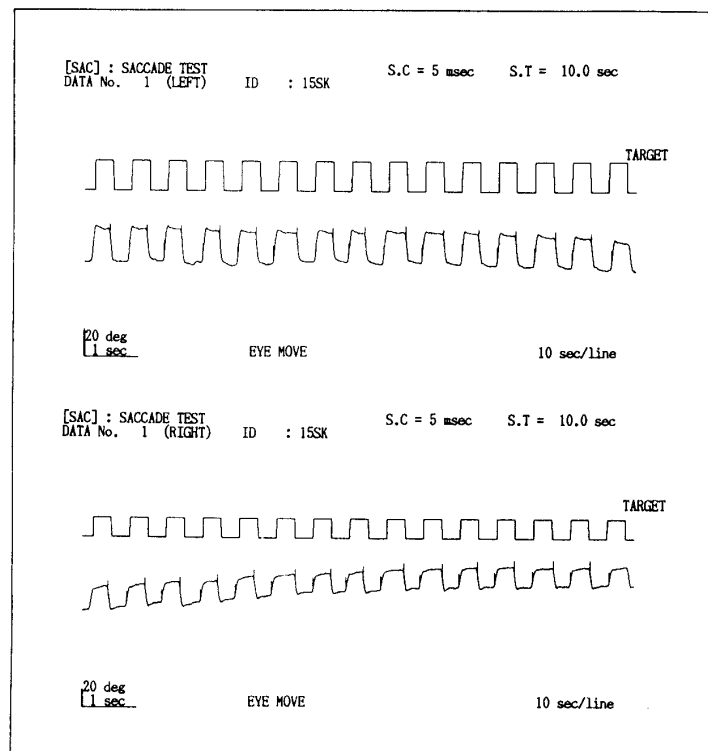 [SAC] : SACCADE TEST S.C = 5 msec S.T = 10.0 sec
DATA No. 1 (LEFT) ID : 15SK
TARGET
20 deg
1 sec EYE MOVE 10 sec/line
[SAC] : SACCADE TEST S.C = 5 msec S.T = 10.0 sec
DATA No. 1 (RIGHT) ID : 15SK
TARGET
20 deg
1 sec EYE MOVE 10 sec/line